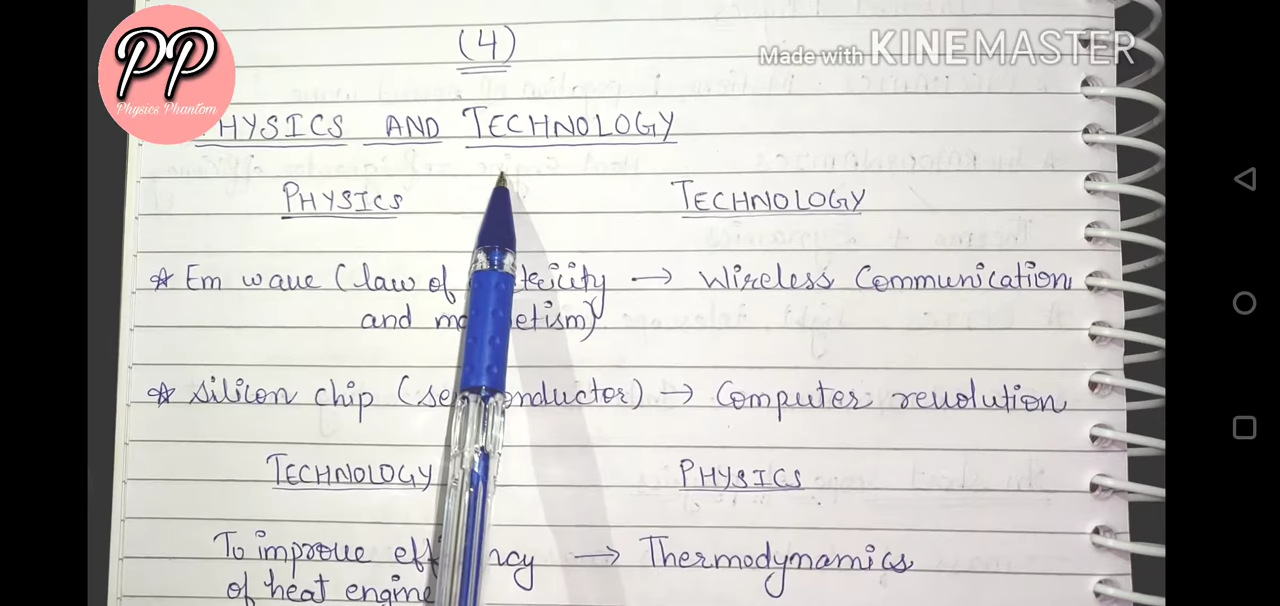 PP
Physics Phantom
Made with KINEMASTER
(4)
PHYSICS AND TECHNOLOGY
PHYSICS TECHNOLOGY
* Em wave (law of → Wireless Communication
and
* Silicon chip ( → Computer revolution
TECHNOLOGY PHYSICS
To improve → Thermodynamics
of heat engine